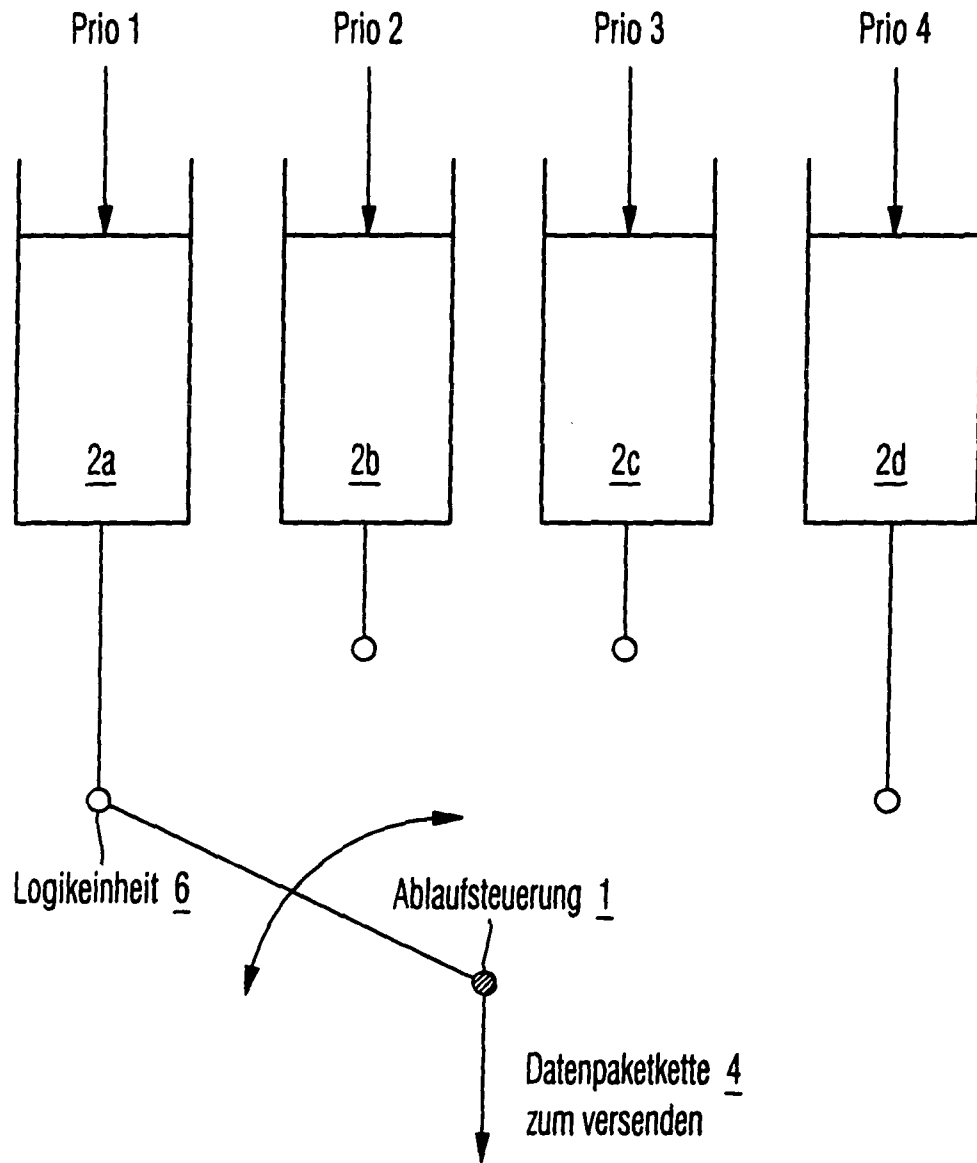 Prio 1
Prio 2
Prio 3
Prio 4
2a
2b
2c
2d
Logikeinheit 6
Ablaufsteuerung 1
Datenpaketkette 4
zum versenden